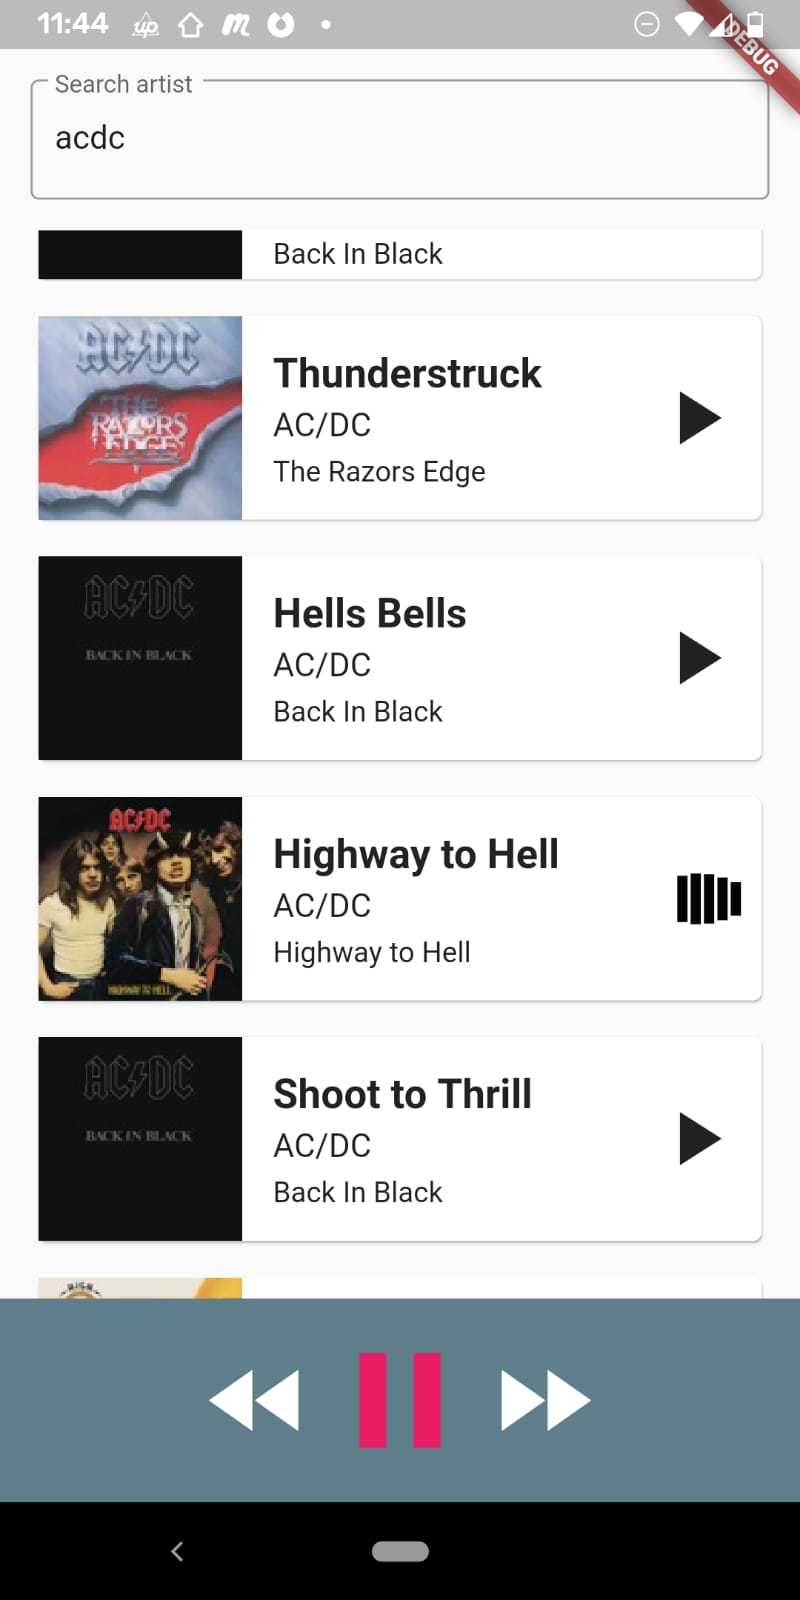 11:44
DEBUG
Search artist
acdc
Back In Black
AC/DC
THE
RAZORS
EDGE
Thunderstruck
AC/DC
The Razors Edge
AC/DC
BACK IN BLACK
Hells Bells
AC/DC
Back In Black
AC/DC
HIGHWAY TO HELL
Highway to Hell
AC/DC
Highway to Hell
AC/DC
BACK IN BLACK
Shoot to Thrill
AC/DC
Back In Black